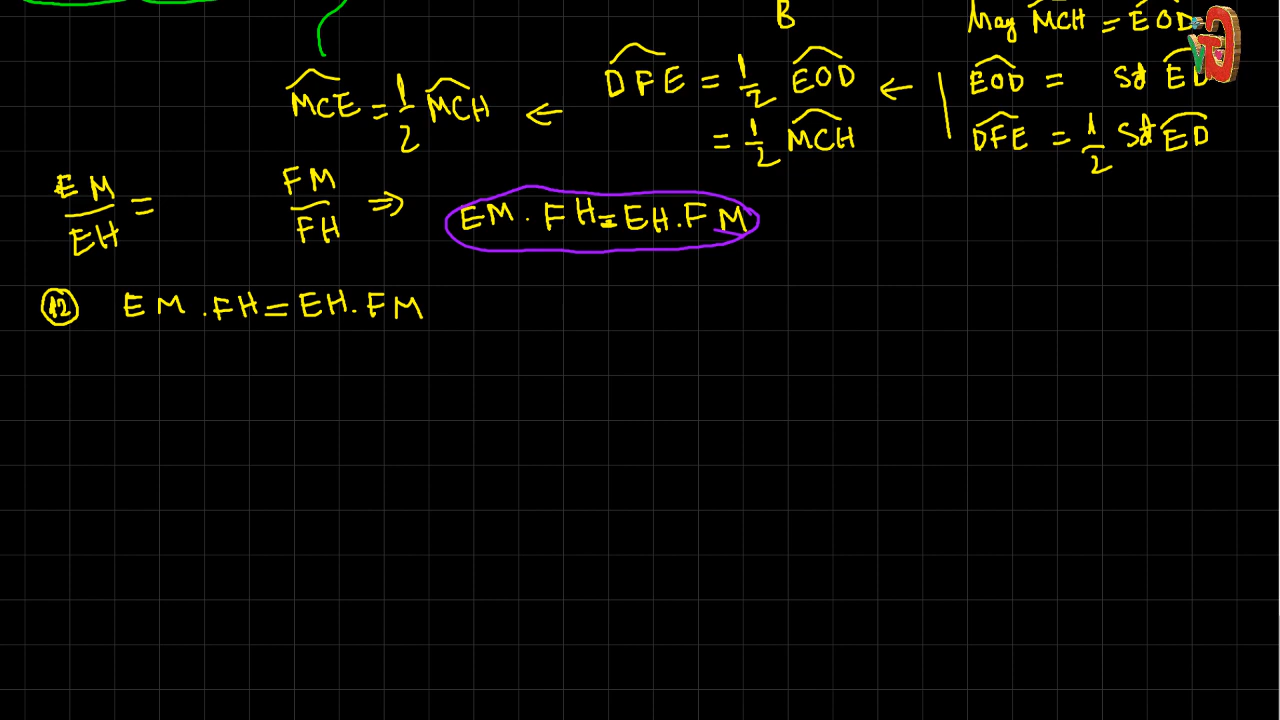 B
hay MCH = EOD
MCE = 1/2 MCH ⇐ DFE = 1/2 EOD ← EOD = Sđ ED
= 1/2 MCH
DFE = 1/2 Sđ ED
EM/EH = FM/FH ⇒ EM . FH = EH . FM
12 EM . FH = EH . FM